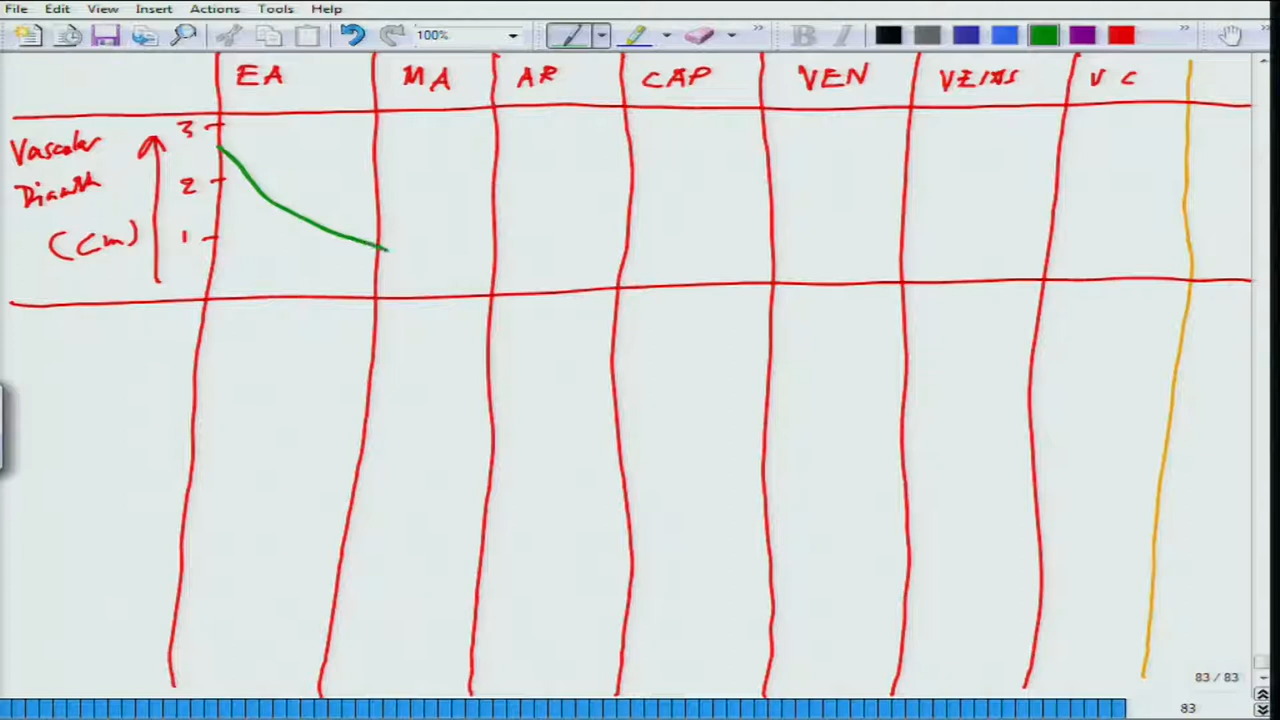 File Edit View Insert Actions Tools Help
100% B I
EA MA AR CAP VEN VEINS VC
3
Vascular
2
(Cm) 1
83 / 83
83